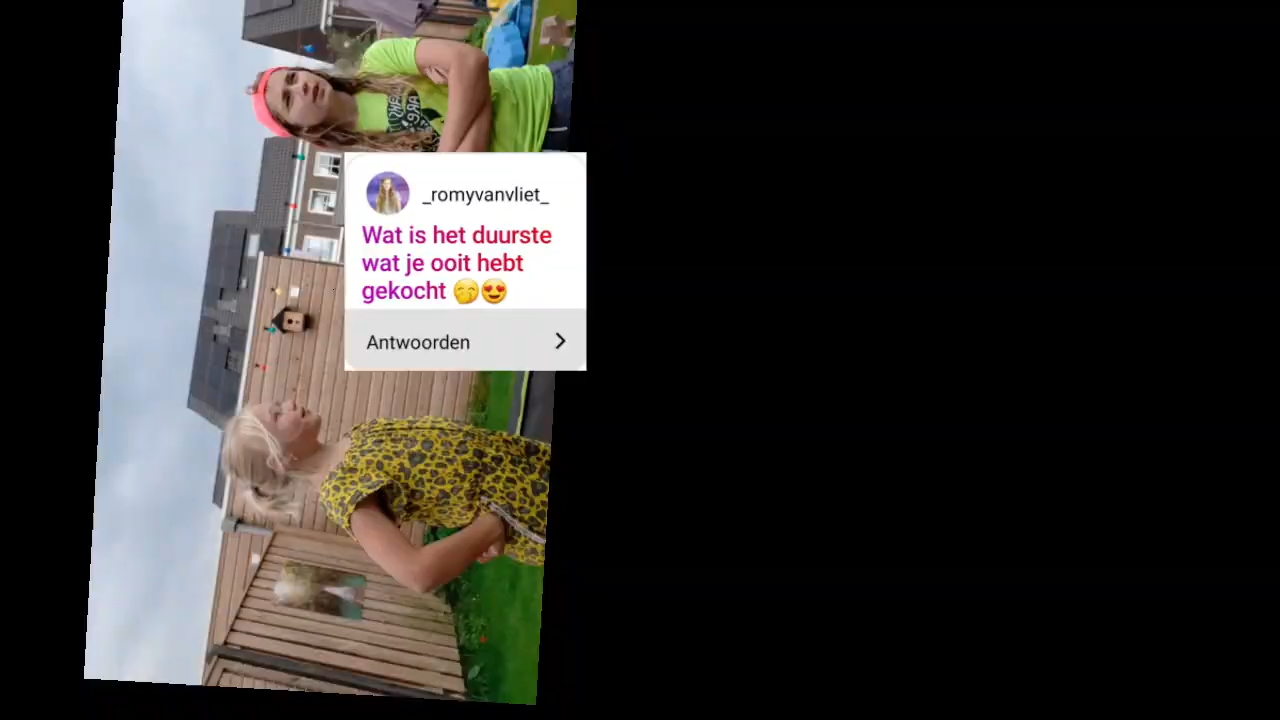 _romyvanvliet_
Wat is het duurste
wat je ooit hebt
gekocht 🤭😍
Antwoorden